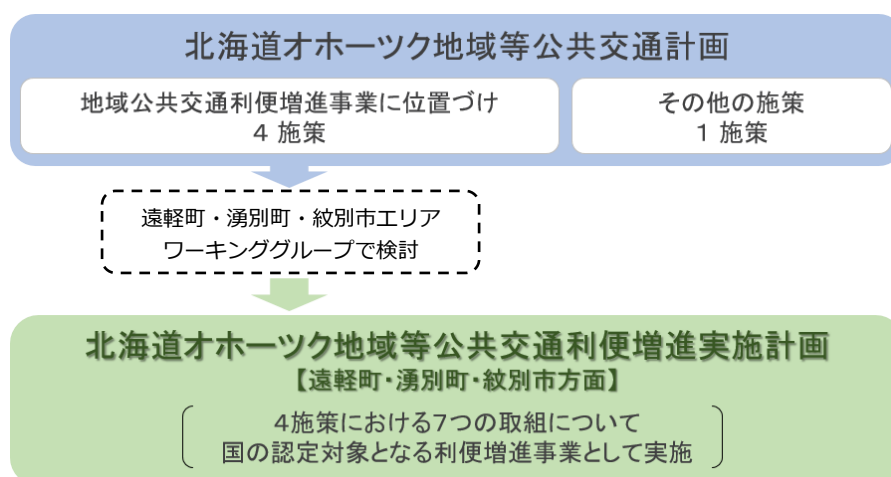 北海道オホーツク地域等公共交通計画
地域公共交通利便増進事業に位置づけ
4 施策
その他の施策
1 施策
遠軽町・湧別町・紋別市エリア
ワーキンググループで検討
北海道オホーツク地域等公共交通利便増進実施計画
【遠軽町・湧別町・紋別市方面】
4施策における7つの取組について
国の認定対象となる利便増進事業として実施